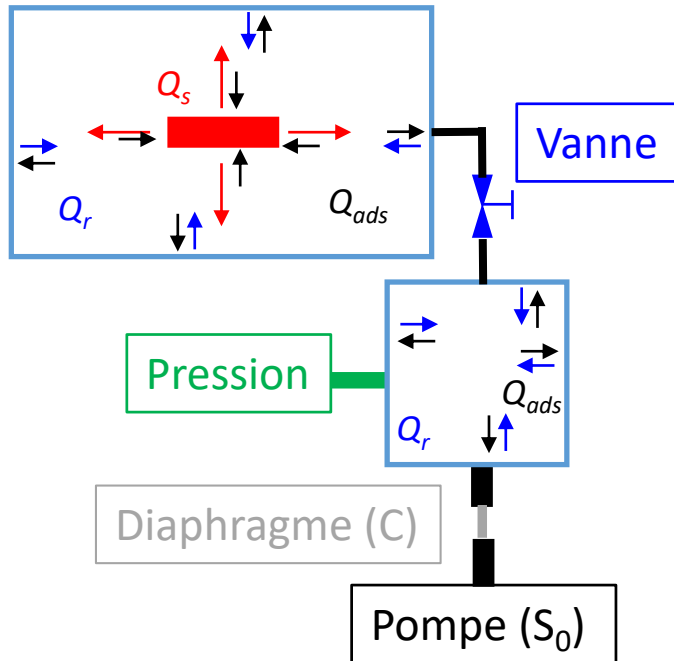 Qs
Vanne
Qr
Qads
Pression
Qads
Qr
Diaphragme (C)
Pompe (S0)